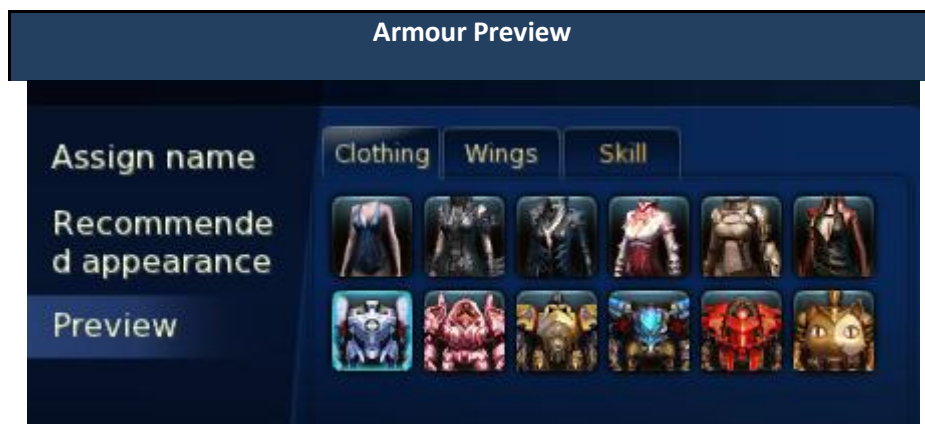 Armour Preview
Assign name
Clothing Wings Skill
Recommende
d appearance
Preview